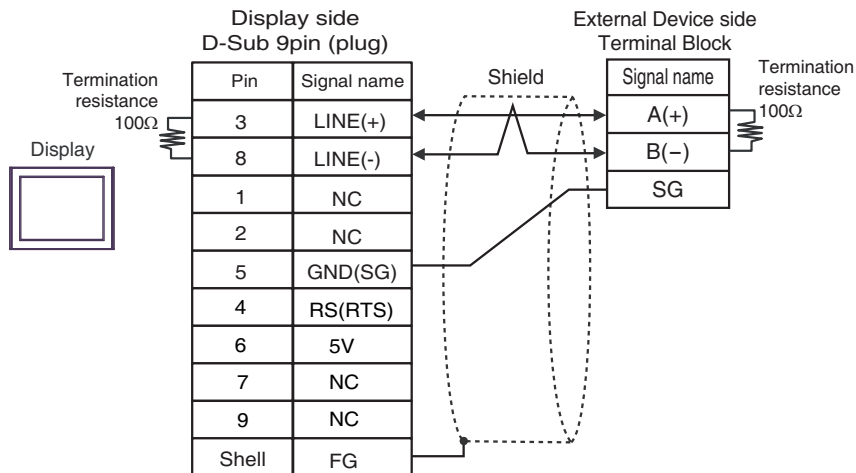 Display side
D-Sub 9pin (plug)
External Device side
Terminal Block
Termination
resistance
100Ω
Display
Pin Signal name
3 LINE(+)
8 LINE(-)
1 NC
2 NC
5 GND(SG)
4 RS(RTS)
6 5V
7 NC
9 NC
Shell FG
Shield
Signal name
A(+)
B(−)
SG
Termination
resistance
100Ω